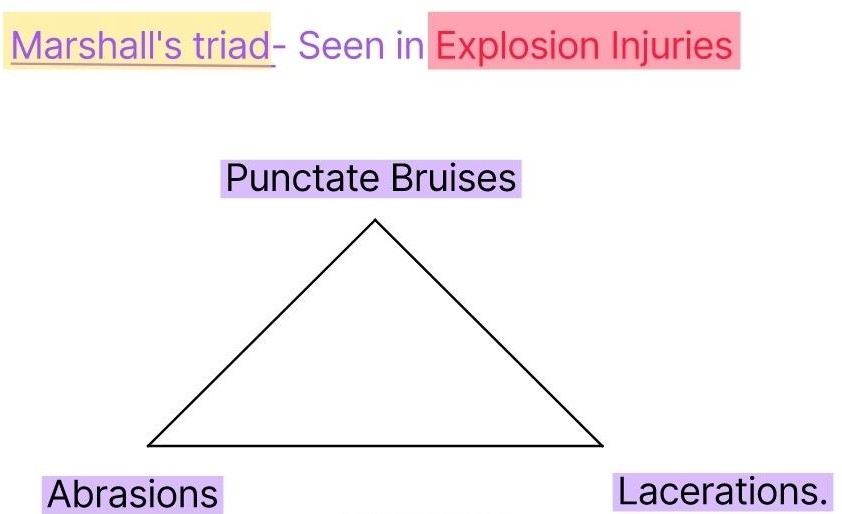 Marshall's triad- Seen in Explosion Injuries
Punctate Bruises
Abrasions
Lacerations.